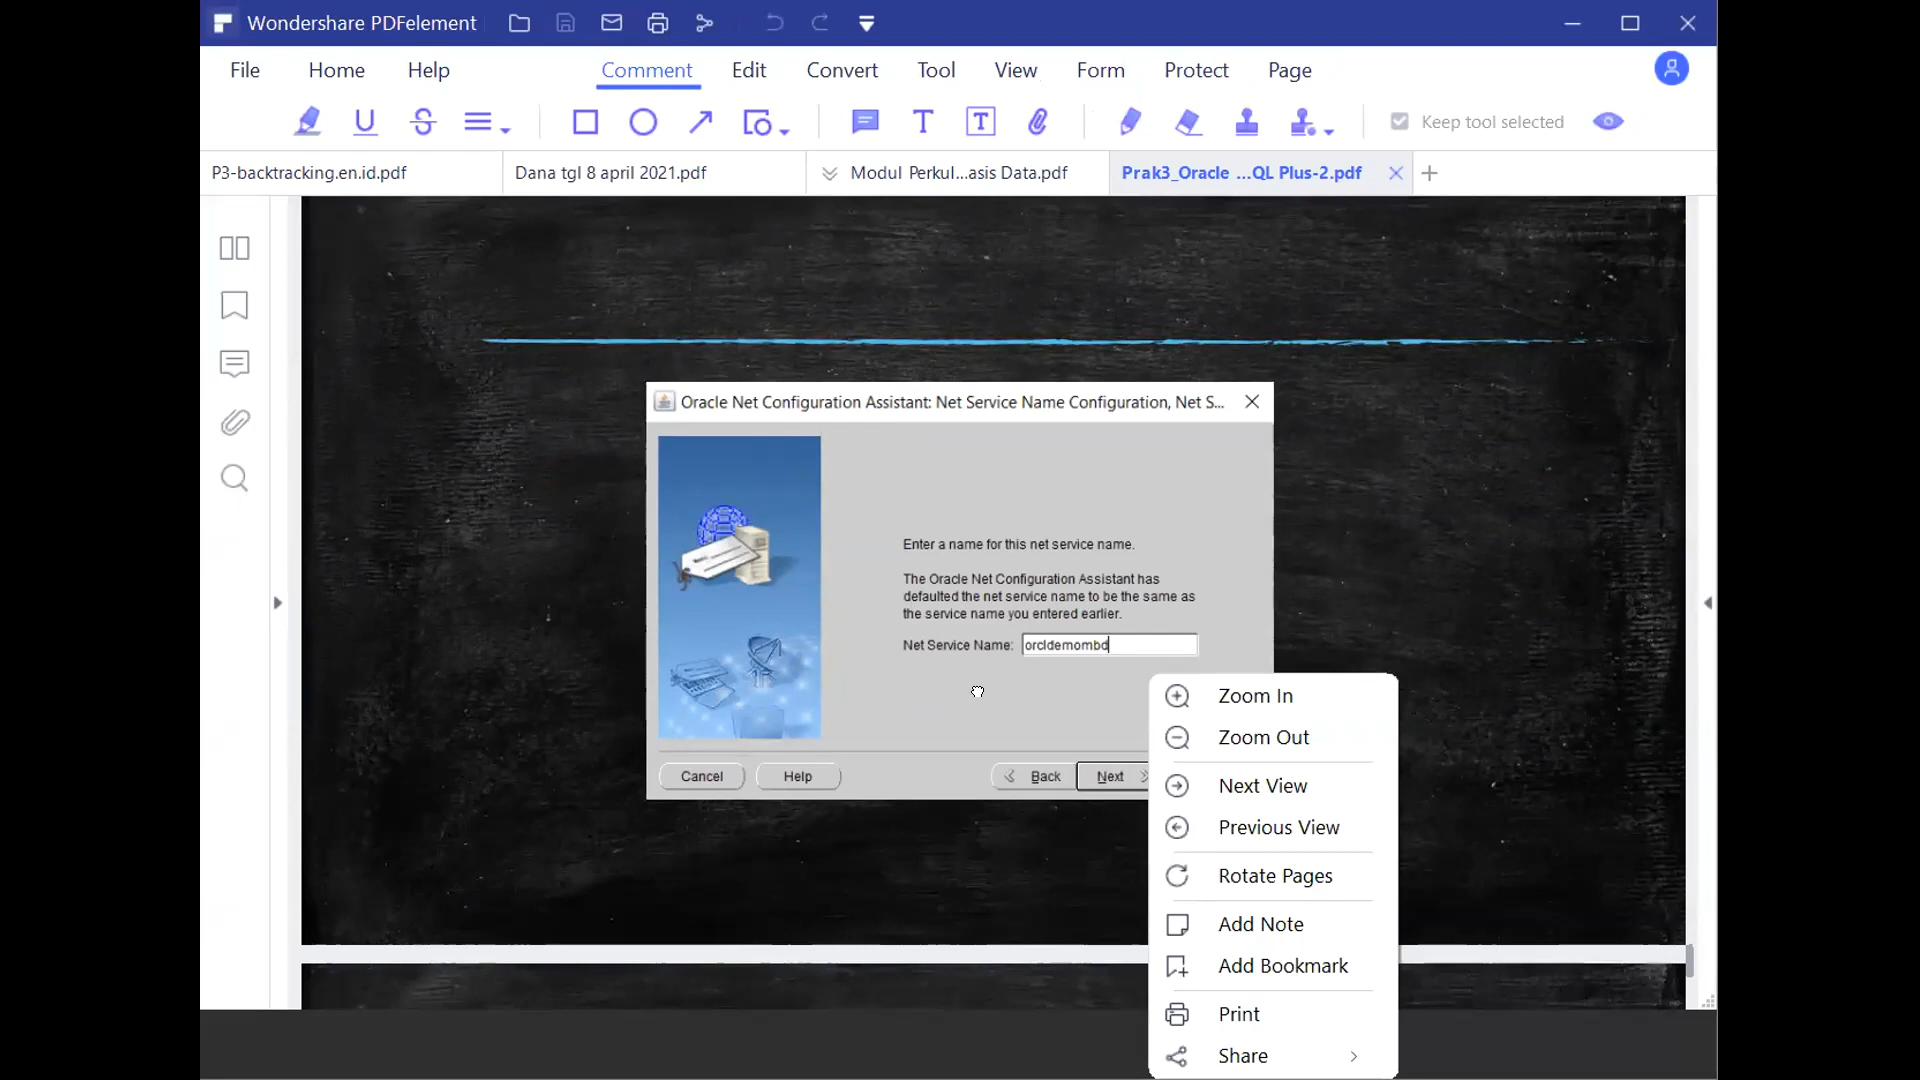 Wondershare PDFelement
File Home Help Comment Edit Convert Tool View Form Protect Page
Keep tool selected
P3-backtracking.en.id.pdf Dana tgl 8 april 2021.pdf Modul Perkul...asis Data.pdf Prak3_Oracle ...QL Plus-2.pdf
Oracle Net Configuration Assistant: Net Service Name Configuration, Net S...
Enter a name for this net service name.
The Oracle Net Configuration Assistant has
defaulted the net service name to be the same as
the service name you entered earlier.
Net Service Name: orcldemombd
Cancel Help Back Next
Zoom In
Zoom Out
Next View
Previous View
Rotate Pages
Add Note
Add Bookmark
Print
Share